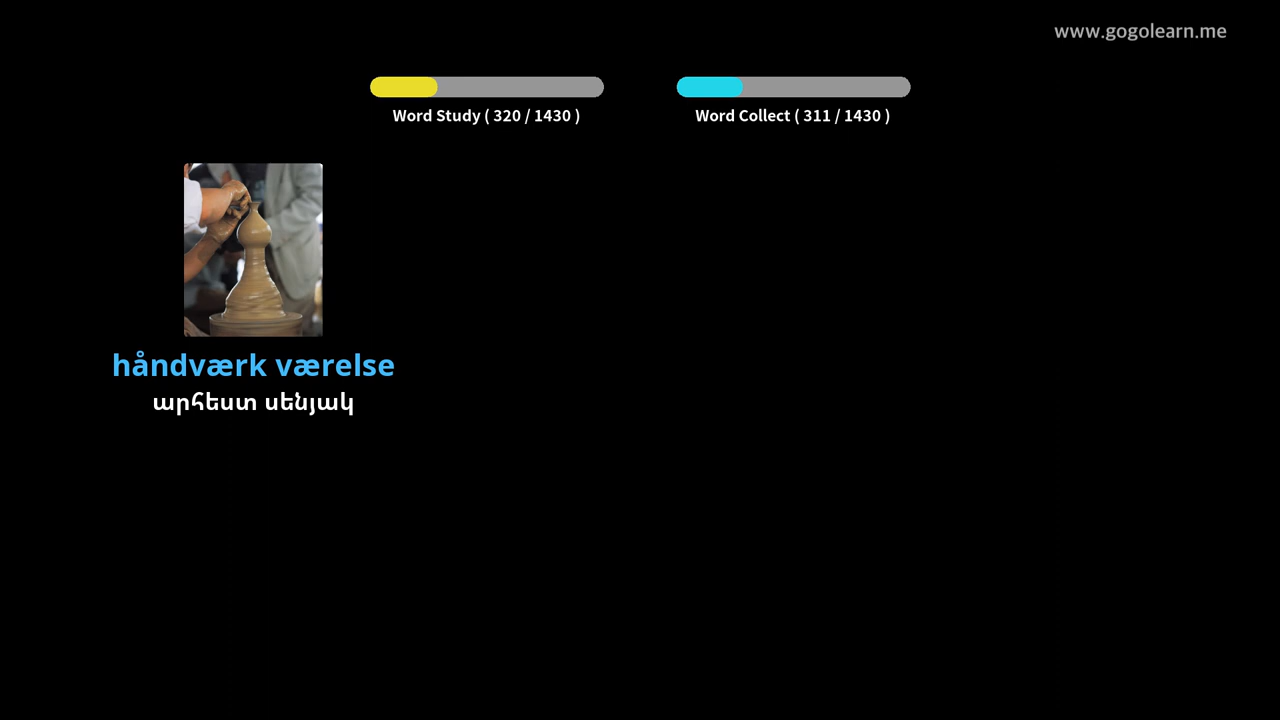 www.gogolearn.me
Word Study ( 320 / 1430 )
Word Collect ( 311 / 1430 )
håndværk værelse
արհեստ սենյակ